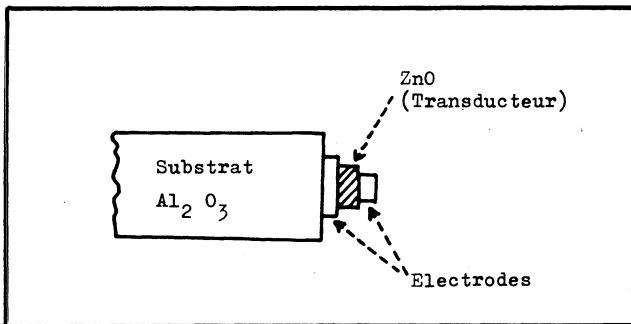 ZnO
(Transducteur)
Substrat
Al₂ O₃
Electrodes